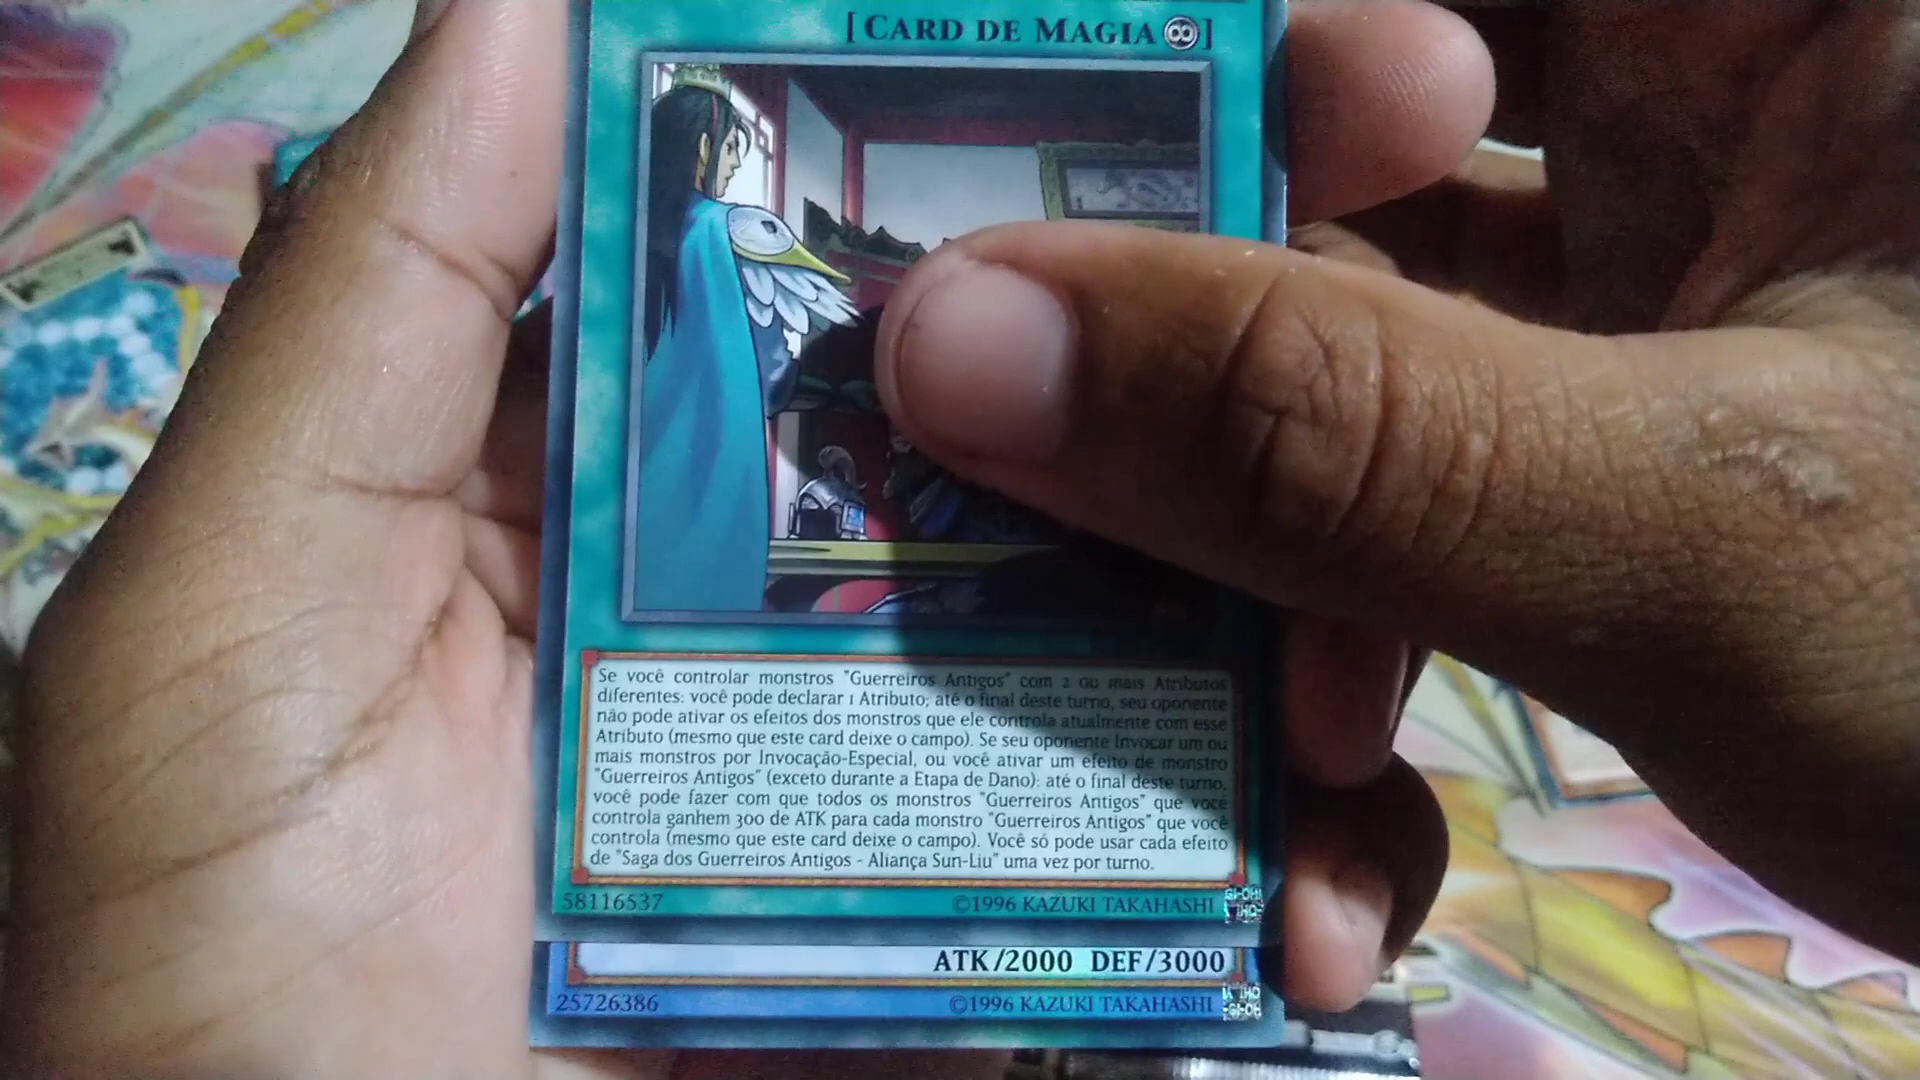 [CARD DE MAGIA ∞]
Se você controlar monstros "Guerreiros Antigos" com 2 ou mais Atributos
diferentes: você pode declarar 1 Atributo; até o final deste turno, seu oponente
não pode ativar os efeitos dos monstros que ele controla atualmente com esse
Atributo (mesmo que este card deixe o campo). Se seu oponente Invocar um ou
mais monstros por Invocação-Especial, ou você ativar um efeito de monstro
"Guerreiros Antigos" (exceto durante a Etapa de Dano): até o final deste turno,
você pode fazer com que todos os monstros "Guerreiros Antigos" que você
controla ganhem 300 de ATK para cada monstro "Guerreiros Antigos" que você
controla (mesmo que este card deixe o campo). Você só pode usar cada efeito
de "Saga dos Guerreiros Antigos - Aliança Sun-Liu" uma vez por turno.
58116537 ©1996 KAZUKI TAKAHASHI
ATK/2000 DEF/3000
25726386 ©1996 KAZUKI TAKAHASHI